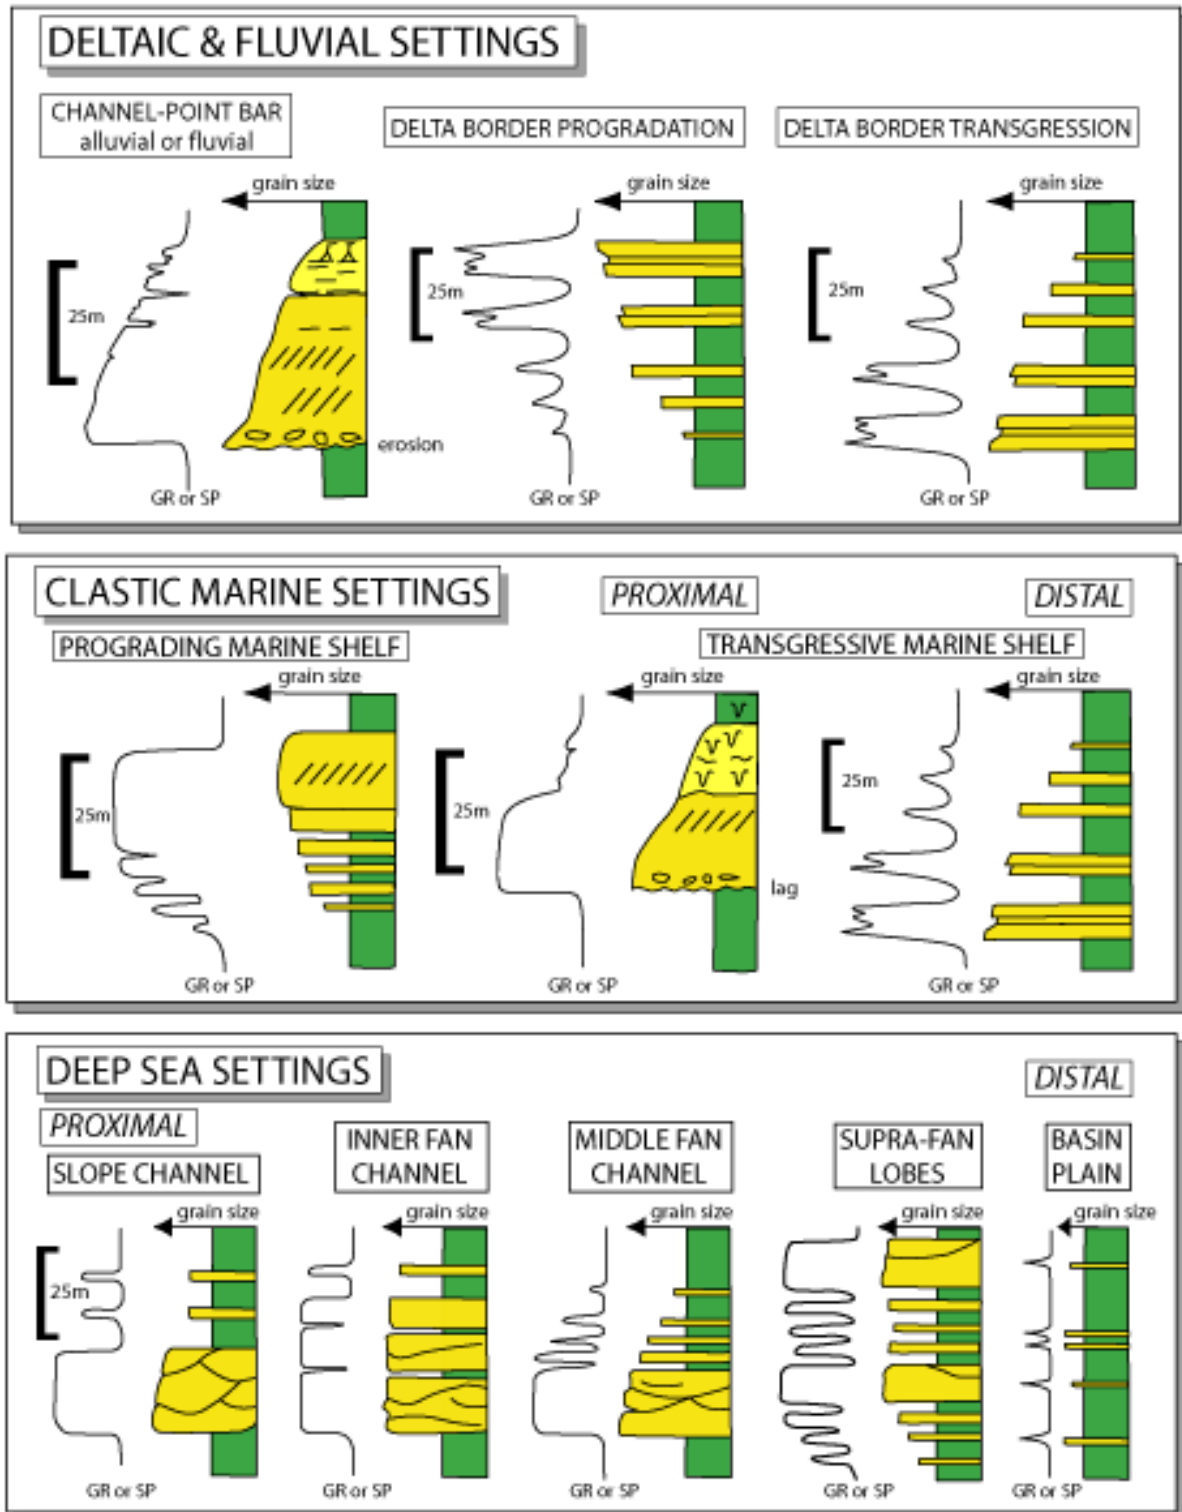 DELTAIC & FLUVIAL SETTINGS
CHANNEL-POINT BAR
alluvial or fluvial
DELTA BORDER PROGRADATION
DELTA BORDER TRANSGRESSION
grain size
grain size
grain size
25m
25m
25m
erosion
GR or SP
GR or SP
GR or SP
CLASTIC MARINE SETTINGS
PROXIMAL
DISTAL
PROGRADING MARINE SHELF
TRANSGRESSIVE MARINE SHELF
grain size
grain size
grain size
25m
25m
25m
lag
GR or SP
GR or SP
GR or SP
DEEP SEA SETTINGS
DISTAL
PROXIMAL
SLOPE CHANNEL
INNER FAN
CHANNEL
MIDDLE FAN
CHANNEL
SUPRA-FAN
LOBES
BASIN
PLAIN
grain size
grain size
grain size
grain size
grain size
25m
GR or SP
GR or SP
GR or SP
GR or SP
GR or SP